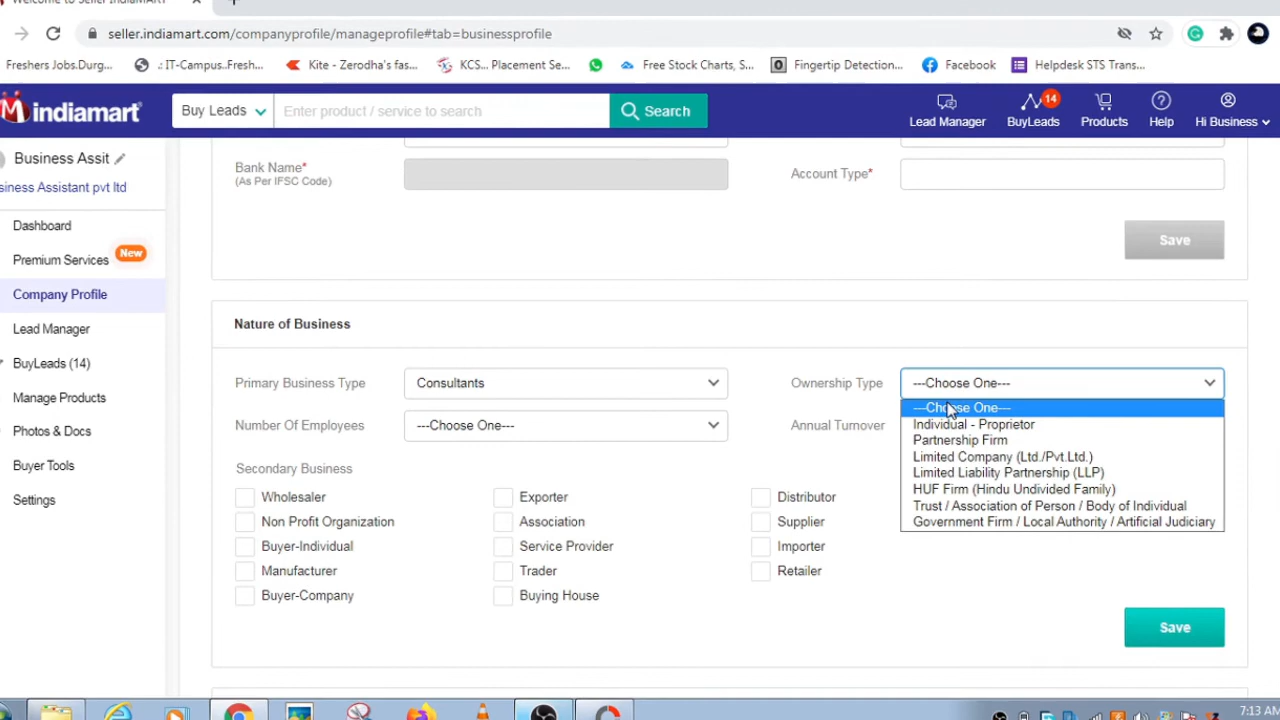 Welcome to Seller IndiaMART
seller.indiamart.com/companyprofile/manageprofile#tab=businessprofile
Freshers Jobs.Durg...
.: IT-Campus..Fresh...
Kite - Zerodha's fas...
KCS... Placement Se...
Free Stock Charts, S...
Fingertip Detection...
Facebook
Helpdesk STS Trans...
indiamart
Buy Leads
Enter product / service to search
Search
Lead Manager
14
BuyLeads
Products
Help
Hi Business
Business Assit
siness Assistant pvt ltd
Dashboard
Premium Services
New
Company Profile
Lead Manager
BuyLeads (14)
Manage Products
Photos & Docs
Buyer Tools
Settings
Bank Name*
(As Per IFSC Code)
Account Type*
Save
Nature of Business
Primary Business Type
Consultants
Ownership Type
---Choose One---
Number Of Employees
---Choose One---
Annual Turnover
---Choose One---
Individual - Proprietor
Partnership Firm
Limited Company (Ltd./Pvt.Ltd.)
Limited Liability Partnership (LLP)
HUF Firm (Hindu Undivided Family)
Trust / Association of Person / Body of Individual
Government Firm / Local Authority / Artificial Judiciary
Secondary Business
Wholesaler
Exporter
Distributor
Non Profit Organization
Association
Supplier
Buyer-Individual
Service Provider
Importer
Manufacturer
Trader
Retailer
Buyer-Company
Buying House
Save
7:13 AM